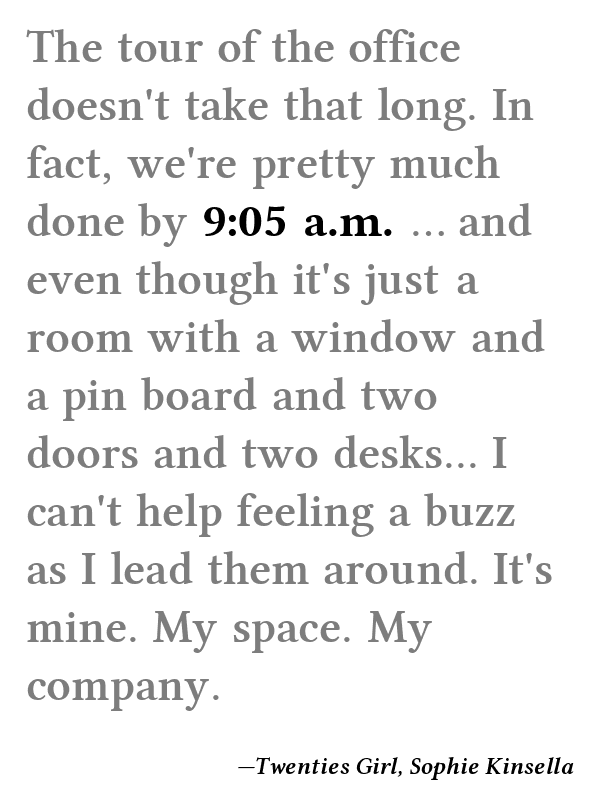 The tour of the office
doesn't take that long. In
fact, we're pretty much
done by 9:05 a.m. ... and
even though it's just a
room with a window and
a pin board and two
doors and two desks... I
can't help feeling a buzz
as I lead them around. It's
mine. My space. My
company.
—Twenties Girl, Sophie Kinsella